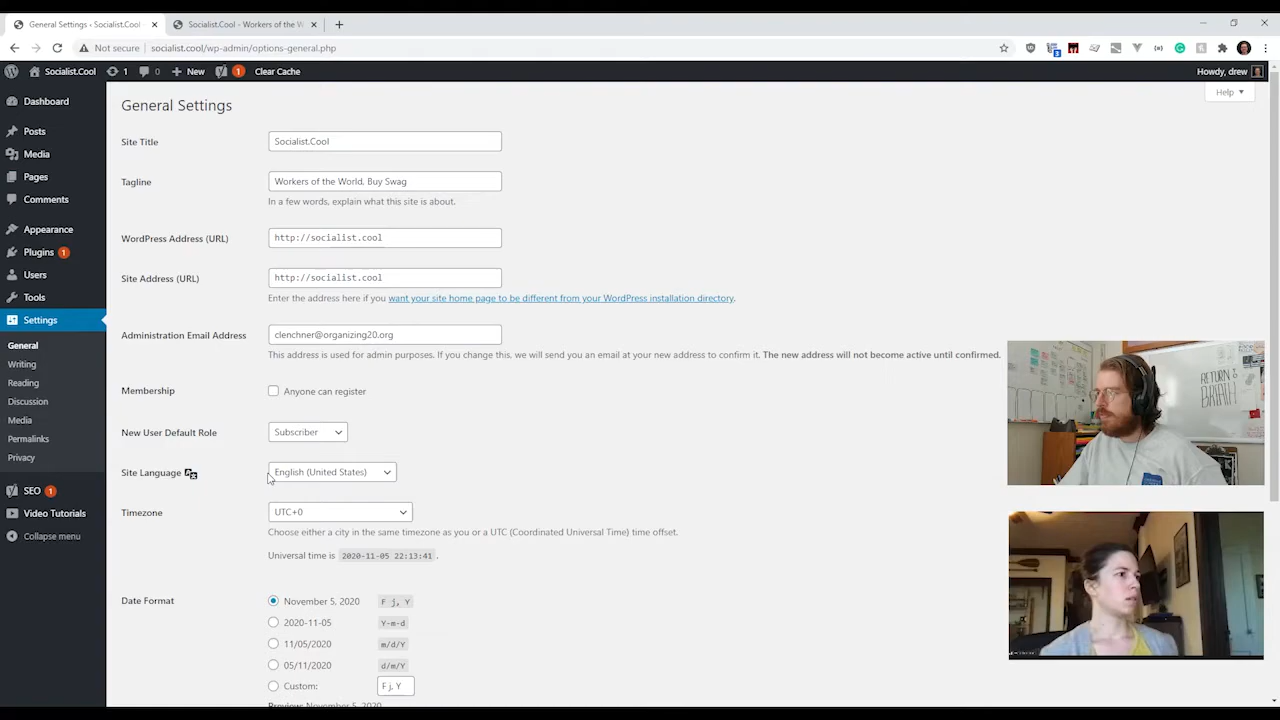 General Settings ‹ Socialist.Cool
Socialist.Cool - Workers of the W
Not secure | socialist.cool/wp-admin/options-general.php
3
Socialist.Cool
1
0
New
1
Clear Cache
Howdy, drew
Help
Dashboard
Posts
Media
Pages
Comments
Appearance
Plugins 1
Users
Tools
Settings
General
Writing
Reading
Discussion
Media
Permalinks
Privacy
SEO 1
Video Tutorials
Collapse menu
General Settings
Site Title
Socialist.Cool
Tagline
Workers of the World. Buy Swag
In a few words, explain what this site is about.
WordPress Address (URL)
http://socialist.cool
Site Address (URL)
http://socialist.cool
Enter the address here if you want your site home page to be different from your WordPress installation directory.
Administration Email Address
clenchner@organizing20.org
This address is used for admin purposes. If you change this, we will send you an email at your new address to confirm it. The new address will not become active until confirmed.
Membership
Anyone can register
New User Default Role
Subscriber
Site Language
English (United States)
Timezone
UTC+0
Choose either a city in the same timezone as you or a UTC (Coordinated Universal Time) time offset.
Universal time is 2020-11-05 22:13:41 .
Date Format
November 5, 2020 F j, Y
2020-11-05 Y-m-d
11/05/2020 m/d/Y
05/11/2020 d/m/Y
Custom: F j, Y
Preview: November 5, 2020
RETURN
BREATH